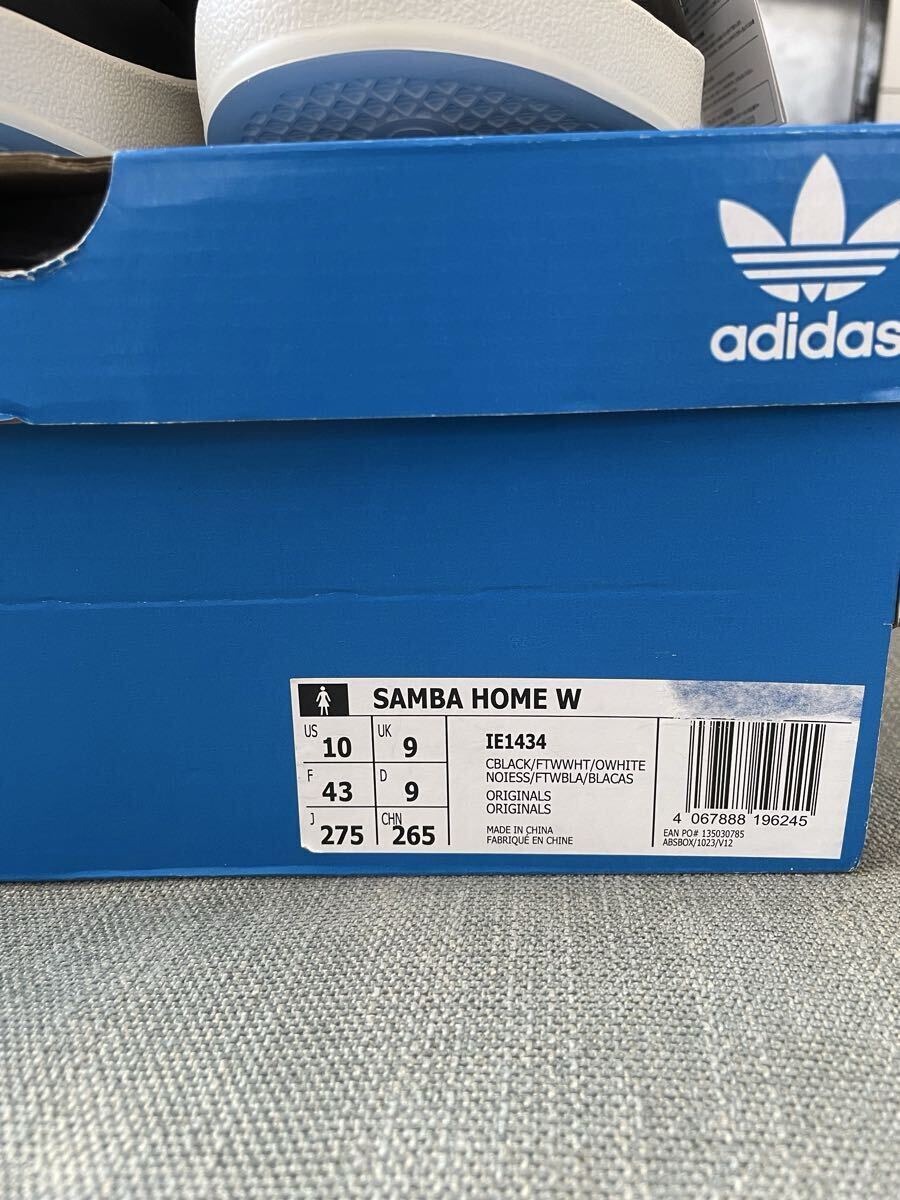 adidas
SAMBA HOME W
US 10 UK 9
F 43 D 9
J 275 CHN 265
IE1434
CBLACK/FTWWHT/OWHITE
NOIESS/FTWBLA/BLACAS
ORIGINALS
ORIGINALS
MADE IN CHINA
FABRIQUÉ EN CHINE
4 067888 196245
EAN PO# 135030785
ABSBOX/1023/V12